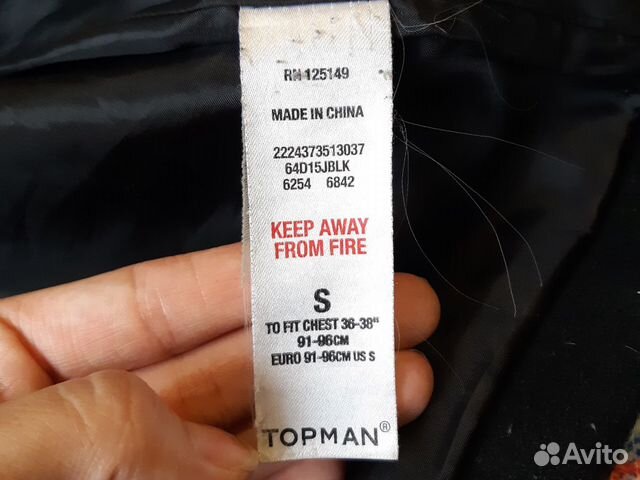 RN 125149
MADE IN CHINA
2224373513037
64D15JBLK
6254 6842
KEEP AWAY
FROM FIRE
S
TO FIT CHEST 36-38"
91-96CM
EURO 91-96CM US S
TOPMAN®
Avito